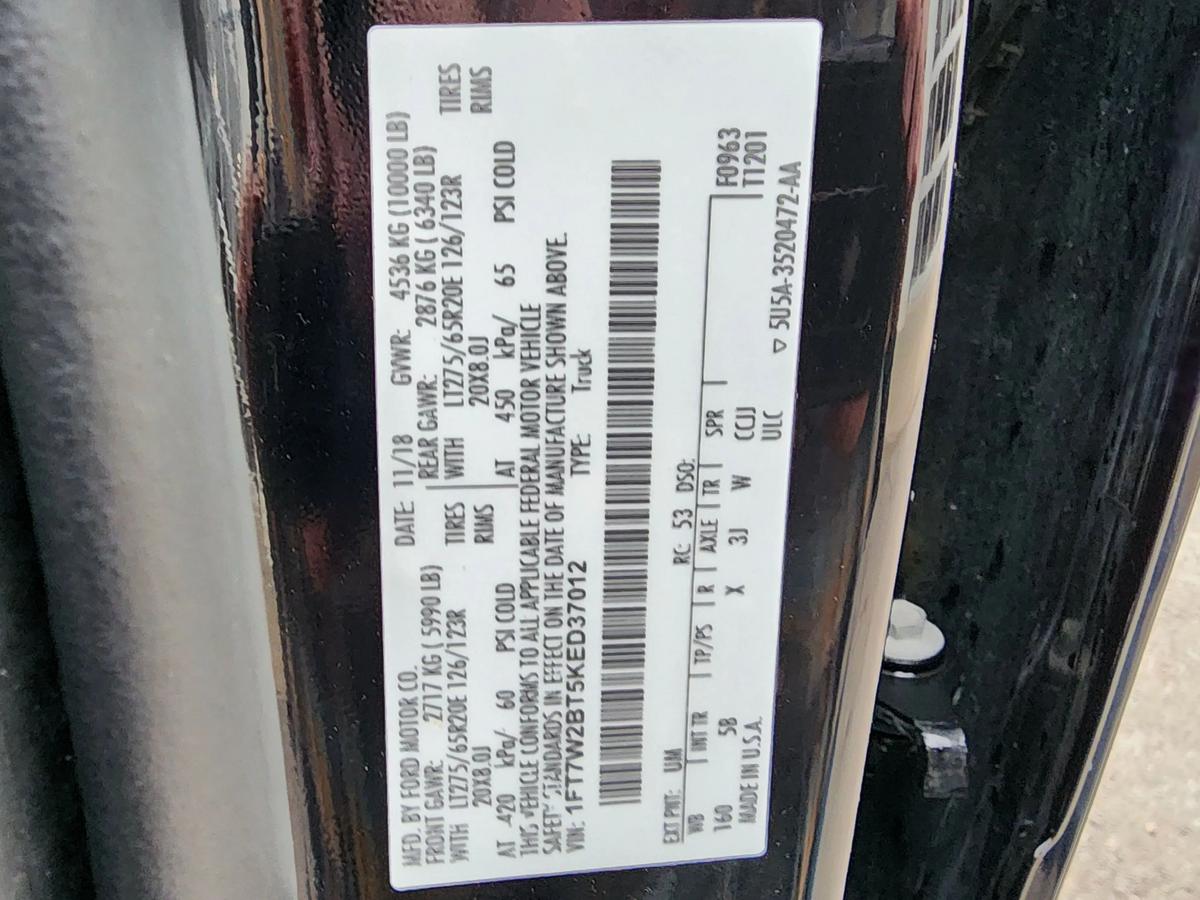 MFD. BY FORD MOTOR CO. DATE: 11/18 GVWR: 4536 KG (10000 LB)
FRONT GAWR: 2717 KG ( 5990 LB) REAR GAWR: 2876 KG ( 6340 LB)
WITH LT275/65R20E 126/123R TIRES WITH LT275/65R20E 126/123R TIRES
20X8.0J RIMS 20X8.0J RIMS
AT 420 kPa/ 60 PSI COLD AT 450 kPa/ 65 PSI COLD
THIS VEHICLE CONFORMS TO ALL APPLICABLE FEDERAL MOTOR VEHICLE
SAFETY STANDARDS IN EFFECT ON THE DATE OF MANUFACTURE SHOWN ABOVE.
VIN: 1FT7W2BT5KED37012 TYPE: Truck
EXT PNT: UM RC: 53 DSO:
WB INT TR TP/PS R AXLE TR SPR F0963
160 5B X 3J W CCJJ T1201
MADE IN U.S.A. ULC
▽ 5U5A-3520472-AA